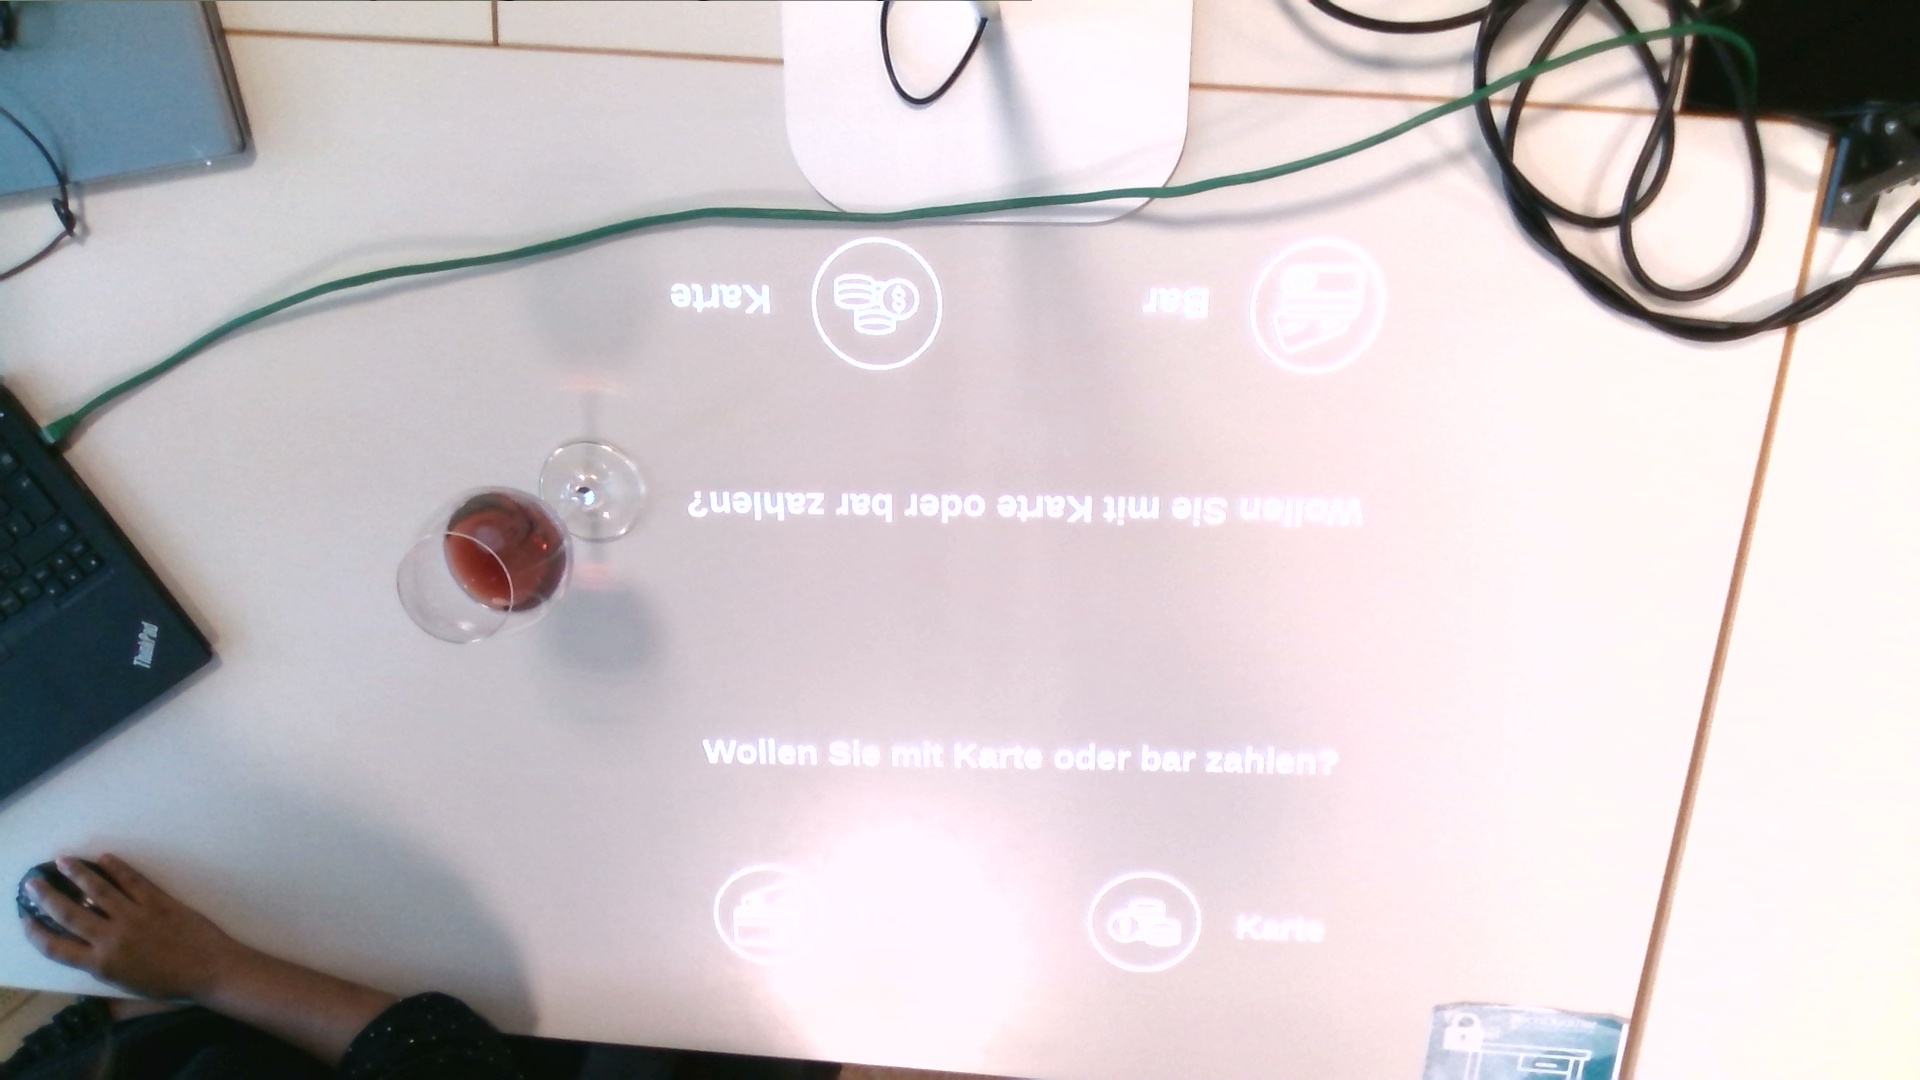 Karte
Bar
Wollen Sie mit Karte oder bar zahlen?
ThinkPad
Wollen Sie mit Karte oder bar zahlen?
Karte